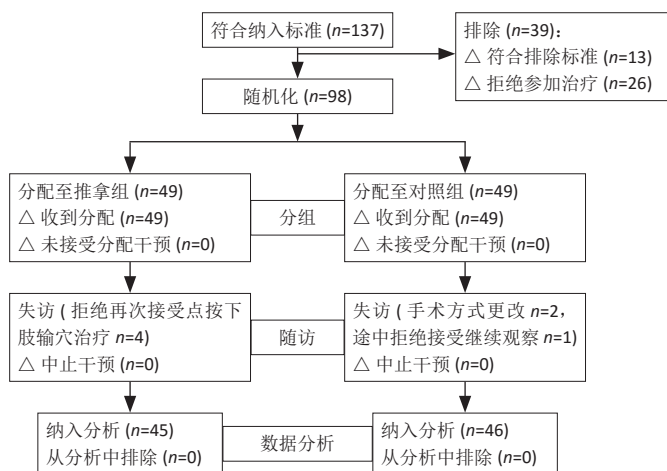 符合纳入标准 (n=137)
排除 (n=39)：
△ 符合排除标准 (n=13)
△ 拒绝参加治疗 (n=26)
随机化 (n=98)
分配至推拿组 (n=49)
△ 收到分配 (n=49)
△ 未接受分配干预 (n=0)
分组
分配至对照组 (n=49)
△ 收到分配 (n=49)
△ 未接受分配干预 (n=0)
失访 ( 拒绝再次接受点按下
肢输穴治疗 n=4)
△ 中止干预 (n=0)
随访
失访 ( 手术方式更改 n=2,
途中拒绝接受继续观察 n=1)
△ 中止干预 (n=0)
纳入分析 (n=45)
从分析中排除 (n=0)
数据分析
纳入分析 (n=46)
从分析中排除 (n=0)